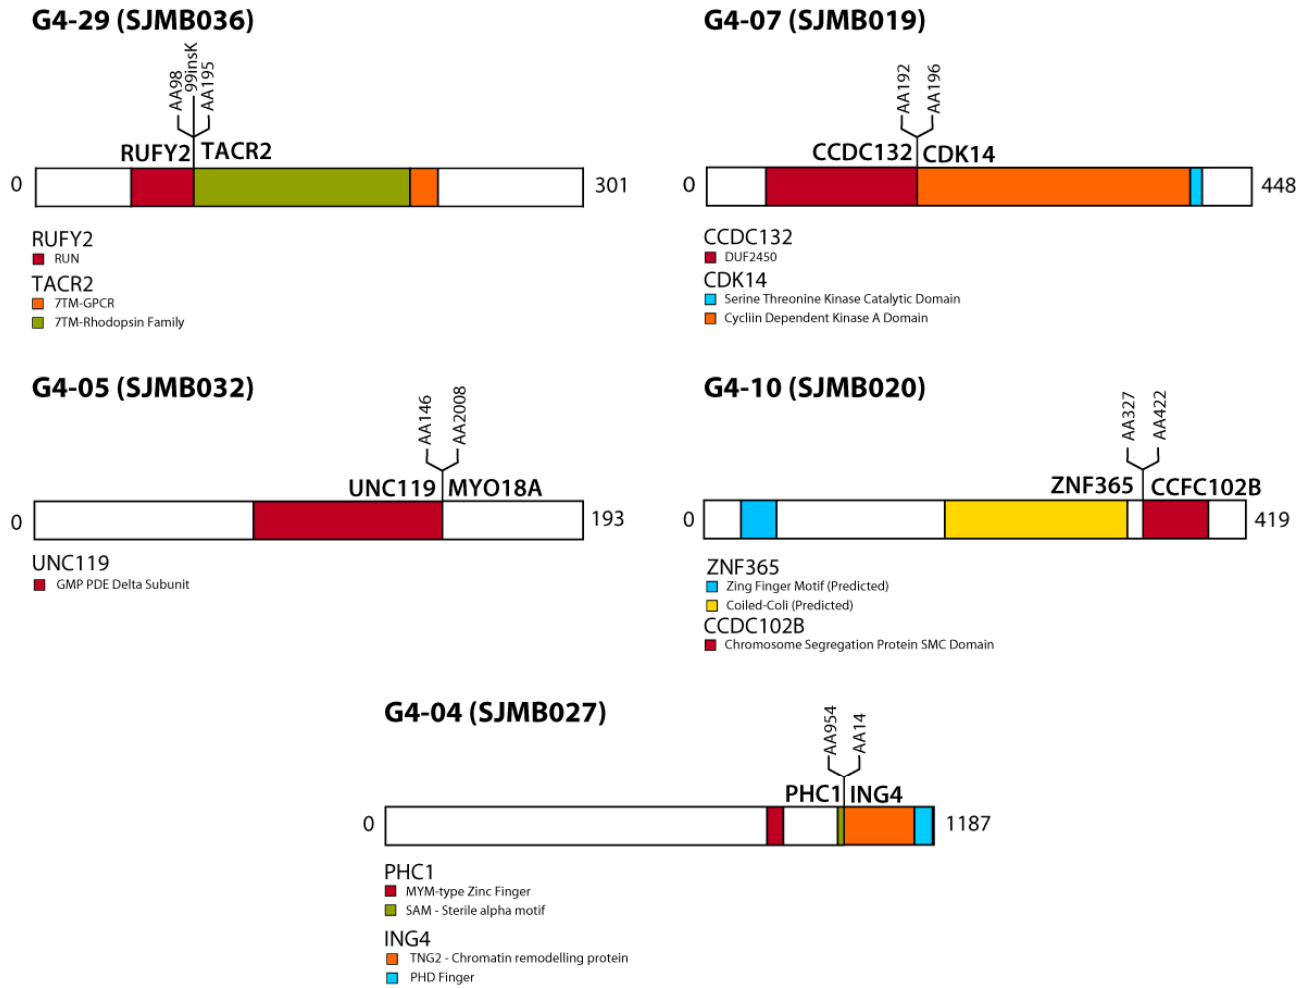 G4-29 (SJMB036)
AA98
99insK
AA195
RUFY2
TACR2
0
301
RUFY2
RUN
TACR2
7TM-GPCR
7TM-Rhodopsin Family
G4-07 (SJMB019)
AA192
AA196
CCDC132
CDK14
0
448
CCDC132
DUF2450
CDK14
Serine Threonine Kinase Catalytic Domain
Cycliin Dependent Kinase A Domain
G4-05 (SJMB032)
AA146
AA2008
UNC119
MYO18A
0
193
UNC119
GMP PDE Delta Subunit
G4-10 (SJMB020)
AA327
AA422
ZNF365
CCFC102B
0
419
ZNF365
Zing Finger Motif (Predicted)
Coiled-Coli (Predicted)
CCDC102B
Chromosome Segregation Protein SMC Domain
G4-04 (SJMB027)
AA954
AA14
PHC1
ING4
0
1187
PHC1
MYM-type Zinc Finger
SAM - Sterile alpha motif
ING4
TNG2 - Chromatin remodelling protein
PHD Finger